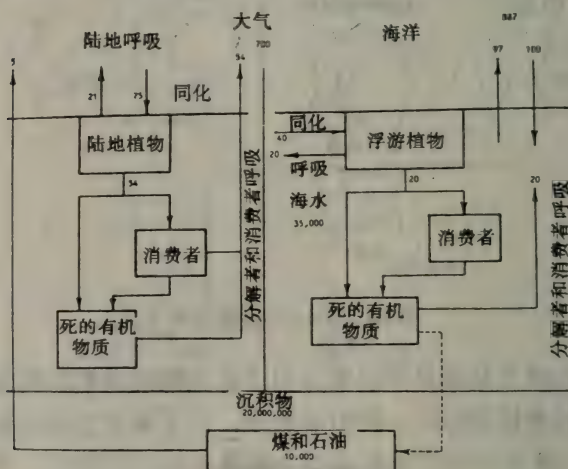 大气
陆地呼吸
海洋
5
700
54
97
100
21
75
同化
陆地植物
同化
40
浮游植物
20
呼吸
20
海水
35,000
54
20
消费者
消费者
死的有机
物质
死的有机
物质
分解者和消费者呼吸
分解者和消费者呼吸
沉积物
20,000,000
煤和石油
10,000